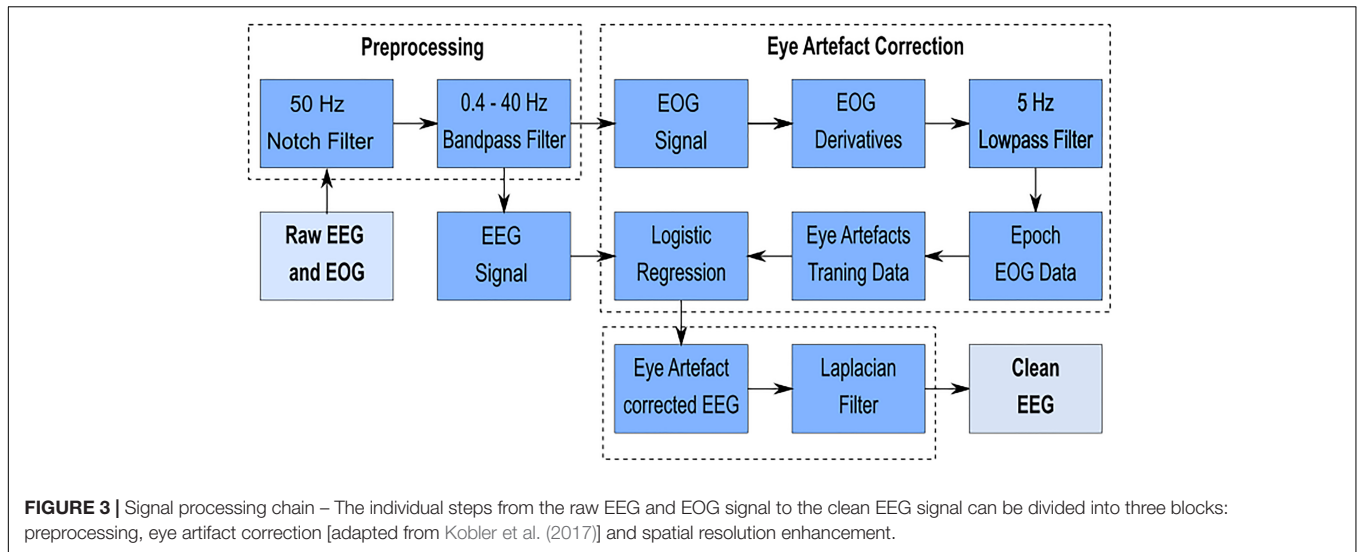 Preprocessing
Eye Artefact Correction
50 Hz
Notch Filter
0.4 - 40 Hz
Bandpass Filter
EOG
Signal
EOG
Derivatives
5 Hz
Lowpass Filter
Raw EEG
and EOG
EEG
Signal
Logistic
Regression
Eye Artefacts
Traning Data
Epoch
EOG Data
Eye Artefact
corrected EEG
Laplacian
Filter
Clean
EEG
FIGURE 3 | Signal processing chain – The individual steps from the raw EEG and EOG signal to the clean EEG signal can be divided into three blocks:
preprocessing, eye artifact correction [adapted from Kobler et al. (2017)] and spatial resolution enhancement.